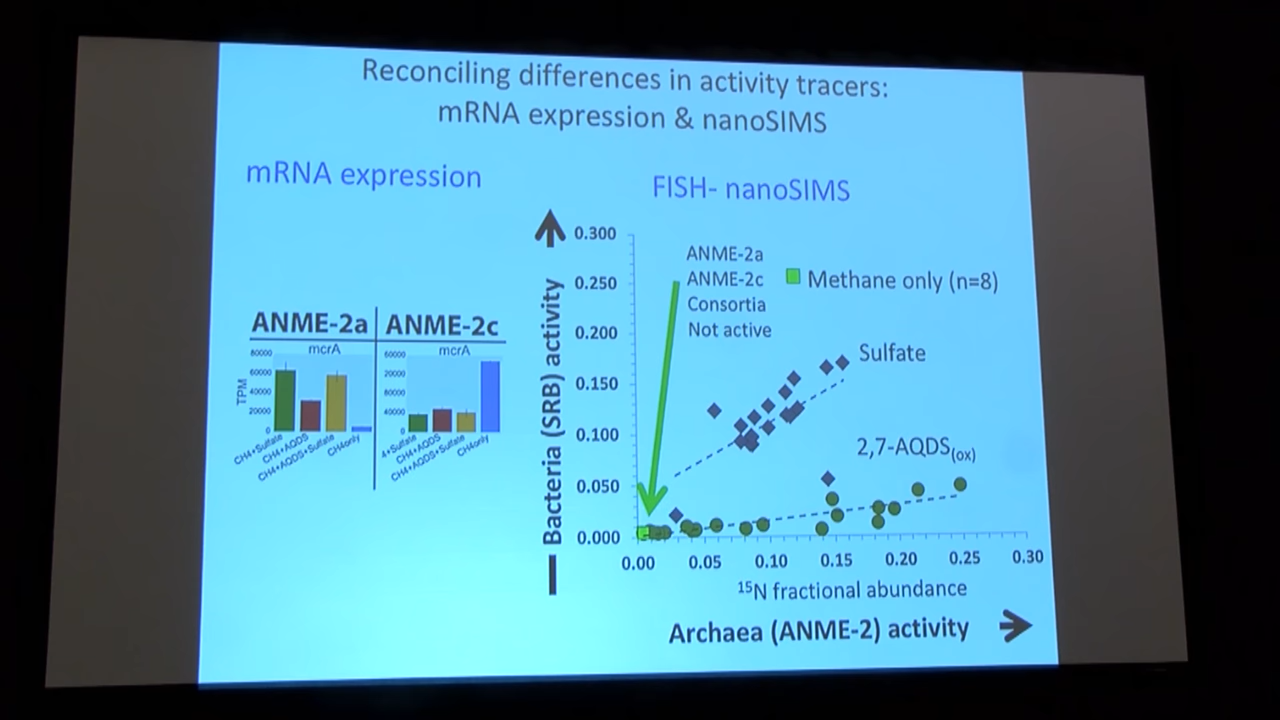 Reconciling differences in activity tracers:
mRNA expression & nanoSIMS
mRNA expression
ANME-2a
ANME-2c
mcrA
mcrA
TPM
80000
60000
40000
20000
0
CH4+Sulfate
CH4+AQDS
CH4+AQDS+Sulfate
CH4only
4+Sulfate
CH4+AQDS
CH4+AQDS+Sulfate
CH4only
FISH- nanoSIMS
Bacteria (SRB) activity
0.300
0.250
0.200
0.150
0.100
0.050
0.000
ANME-2a
ANME-2c
Consortia
Not active
Methane only (n=8)
Sulfate
2,7-AQDS(ox)
0.00 0.05 0.10 0.15 0.20 0.25 0.30
15N fractional abundance
Archaea (ANME-2) activity